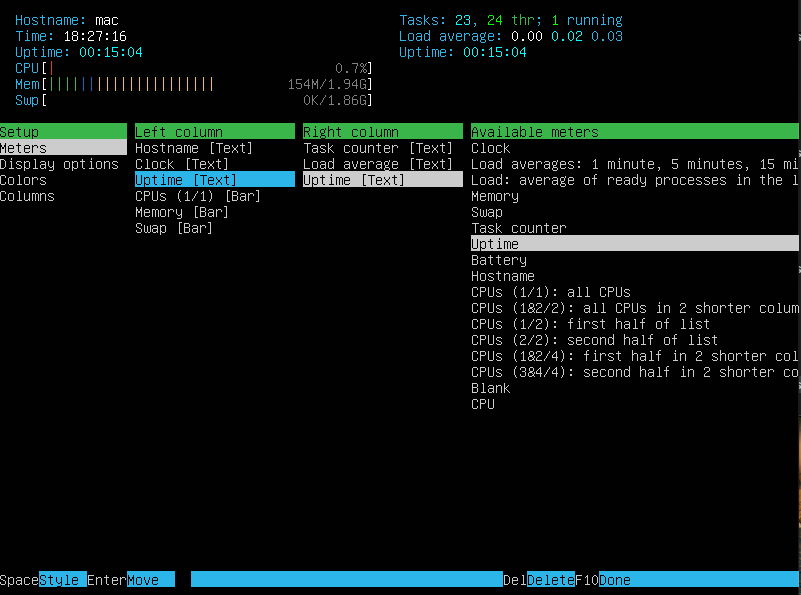 Hostname: mac
Time: 18:27:16
Uptime: 00:15:04
CPU[| 0.7%]
Mem[||||||||||||||||||||| 154M/1.94G]
Swp[ 0K/1.86G]
Tasks: 23, 24 thr; 1 running
Load average: 0.00 0.02 0.03
Uptime: 00:15:04
Setup
Meters
Display options
Colors
Columns
Left column
Hostname [Text]
Clock [Text]
Uptime [Text]
CPUs (1/1) [Bar]
Memory [Bar]
Swap [Bar]
Right column
Task counter [Text]
Load average [Text]
Uptime [Text]
Available meters
Clock
Load averages: 1 minute, 5 minutes, 15 mi
Load: average of ready processes in the l
Memory
Swap
Task counter
Uptime
Battery
Hostname
CPUs (1/1): all CPUs
CPUs (1&2/2): all CPUs in 2 shorter colum
CPUs (1/2): first half of list
CPUs (2/2): second half of list
CPUs (1&2/4): first half in 2 shorter col
CPUs (3&4/4): second half in 2 shorter co
Blank
CPU
SpaceStyle EnterMove DelDeleteF10Done